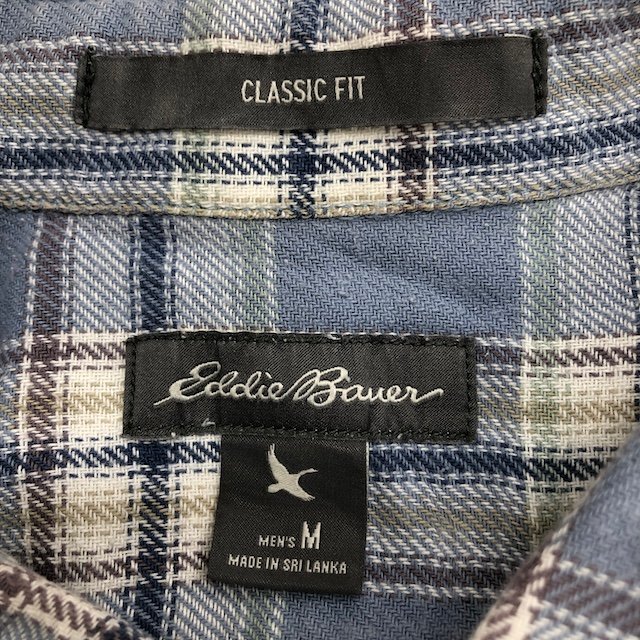 CLASSIC FIT
Eddie Bauer
MEN'S M
MADE IN SRI LANKA